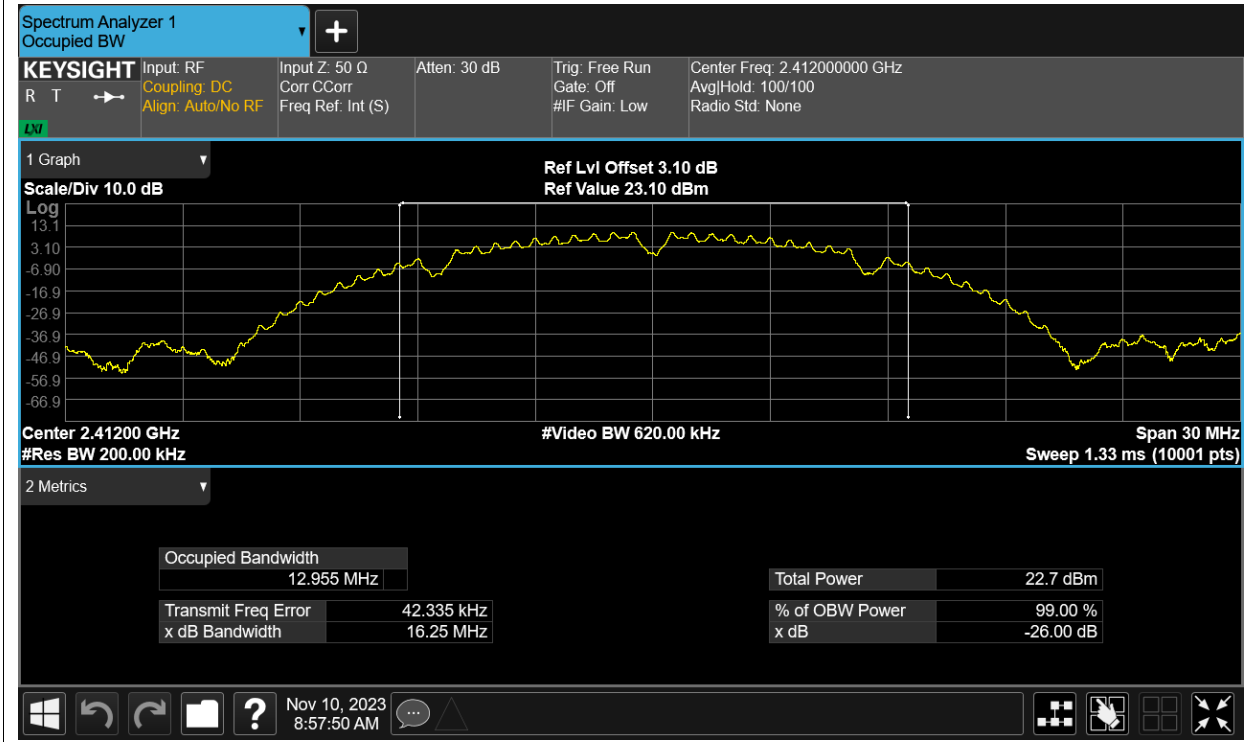 Spectrum Analyzer 1
Occupied BW
KEYSIGHT
R T
LXI
Input: RF
Coupling: DC
Align: Auto/No RF
Input Z: 50 Ω
Corr CCorr
Freq Ref: Int (S)
Atten: 30 dB
Trig: Free Run
Gate: Off
#IF Gain: Low
Center Freq: 2.412000000 GHz
Avg|Hold: 100/100
Radio Std: None
1 Graph
Scale/Div 10.0 dB
Ref Lvl Offset 3.10 dB
Ref Value 23.10 dBm
Log
13.1
3.10
-6.90
-16.9
-26.9
-36.9
-46.9
-56.9
-66.9
Center 2.41200 GHz
#Video BW 620.00 kHz
Span 30 MHz
#Res BW 200.00 kHz
Sweep 1.33 ms (10001 pts)
2 Metrics
Occupied Bandwidth
12.955 MHz
Total Power 22.7 dBm
Transmit Freq Error 42.335 kHz
% of OBW Power 99.00 %
x dB Bandwidth 16.25 MHz
x dB -26.00 dB
?
Nov 10, 2023
8:57:50 AM